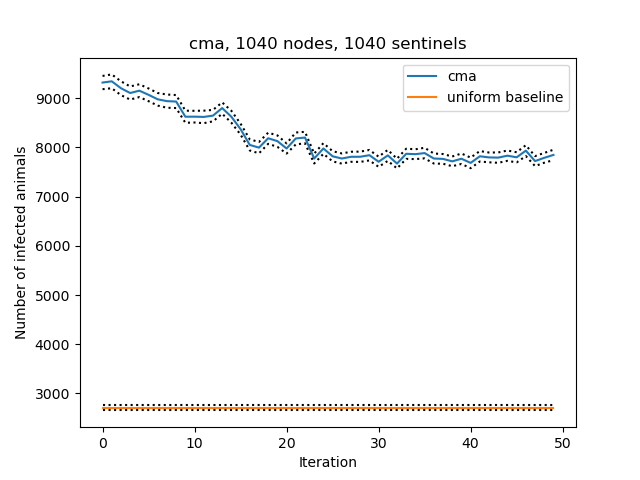 cma, 1040 nodes, 1040 sentinels
cma
uniform baseline
Number of infected animals
9000
8000
7000
6000
5000
4000
3000
0 10 20 30 40 50
Iteration